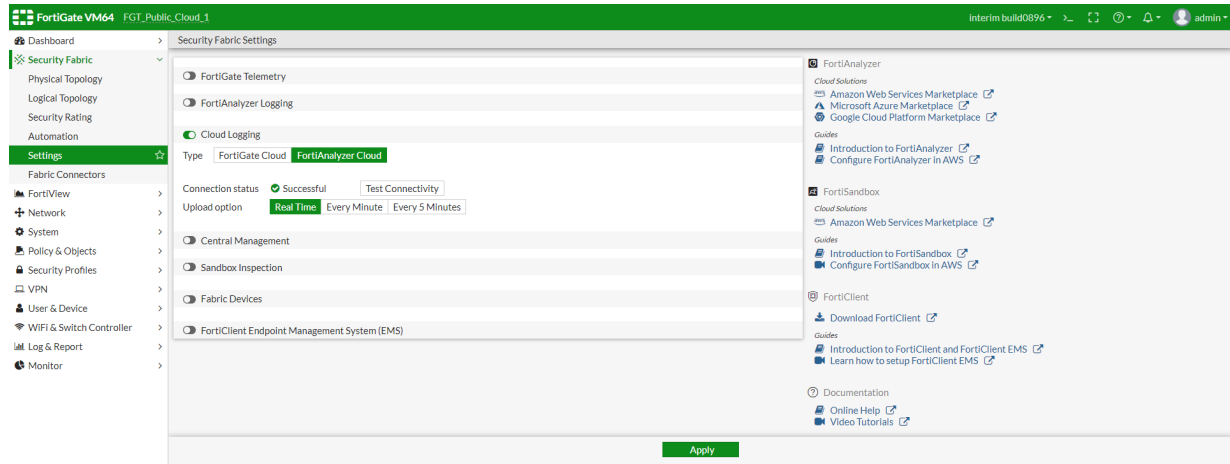 FortiGate VM64 FGT_Public_Cloud_1 interim build0896 >_ admin
Dashboard
Security Fabric
Physical Topology
Logical Topology
Security Rating
Automation
Settings
Fabric Connectors
FortiView
Network
System
Policy & Objects
Security Profiles
VPN
User & Device
WiFi & Switch Controller
Log & Report
Monitor
Security Fabric Settings
FortiGate Telemetry
FortiAnalyzer Logging
Cloud Logging
Type FortiGate Cloud FortiAnalyzer Cloud
Connection status Successful Test Connectivity
Upload option Real Time Every Minute Every 5 Minutes
Central Management
Sandbox Inspection
Fabric Devices
FortiClient Endpoint Management System (EMS)
FortiAnalyzer
Cloud Solutions
aws Amazon Web Services Marketplace
Microsoft Azure Marketplace
Google Cloud Platform Marketplace
Guides
Introduction to FortiAnalyzer
Configure FortiAnalyzer in AWS
FortiSandbox
Cloud Solutions
aws Amazon Web Services Marketplace
Guides
Introduction to FortiSandbox
Configure FortiSandbox in AWS
FortiClient
Download FortiClient
Guides
Introduction to FortiClient and FortiClient EMS
Learn how to setup FortiClient EMS
Documentation
Online Help
Video Tutorials
Apply